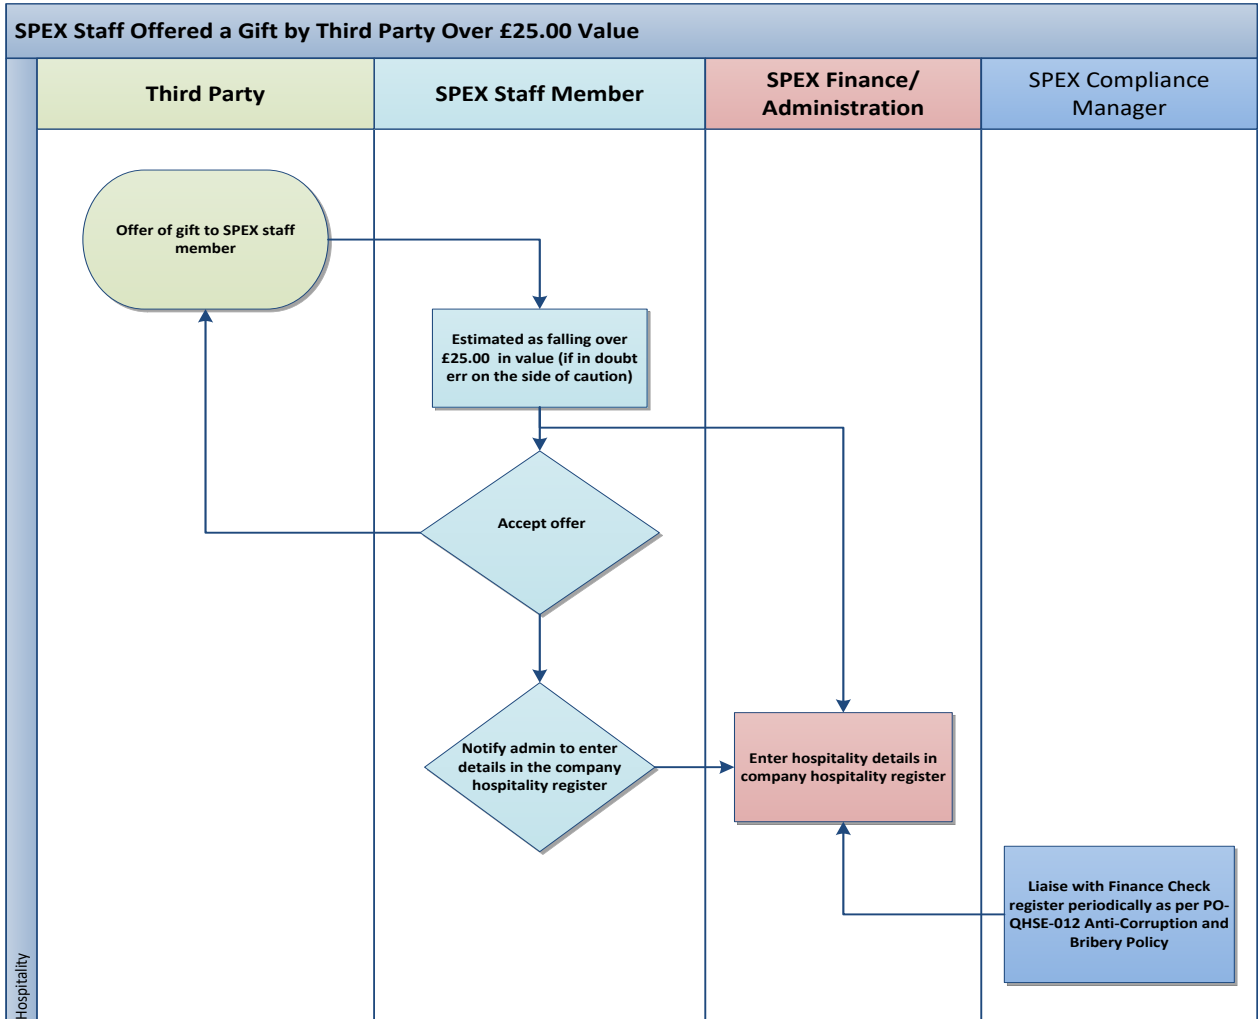 SPEX Staff Offered a Gift by Third Party Over £25.00 Value
Third Party
SPEX Staff Member
SPEX Finance/
Administration
SPEX Compliance
Manager
Offer of gift to SPEX staff
member
Estimated as falling over
£25.00 in value (if in doubt
err on the side of caution)
Accept offer
Notify admin to enter
details in the company
hospitality register
Enter hospitality details in
company hospitality register
Liaise with Finance Check
register periodically as per PO-
QHSE-012 Anti-Corruption and
Bribery Policy
Hospitality